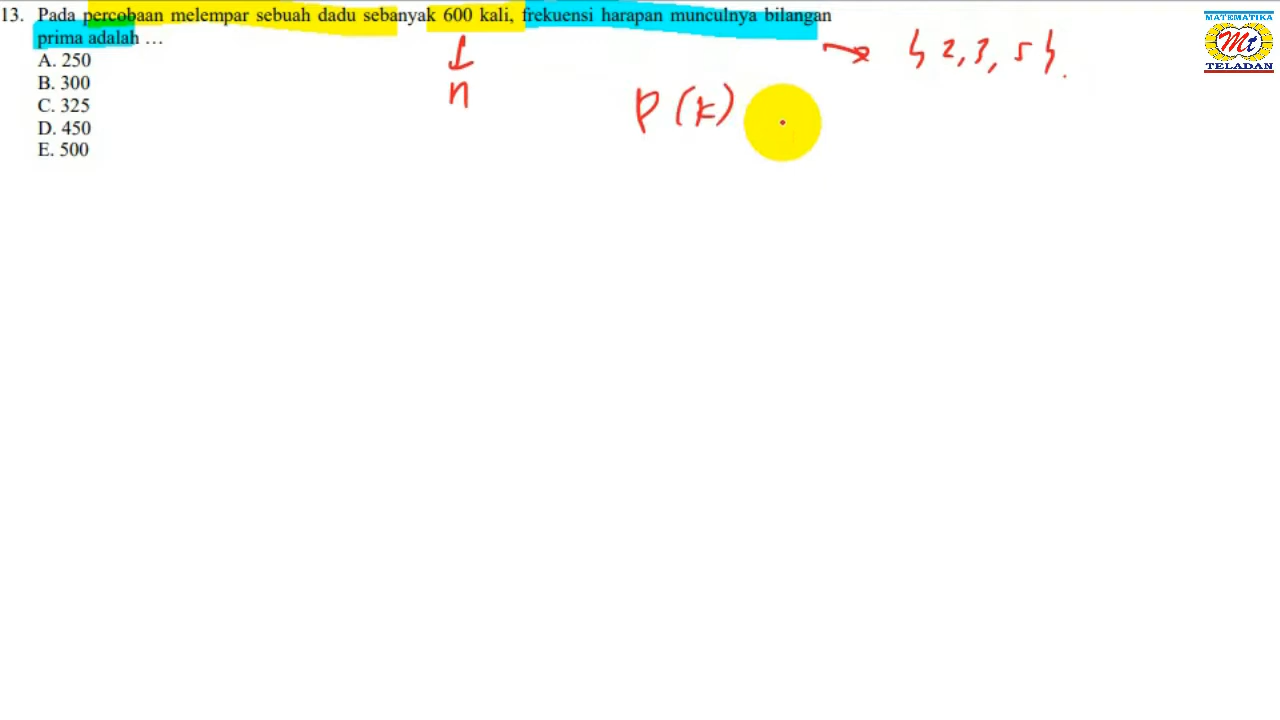 13. Pada percobaan melempar sebuah dadu sebanyak 600 kali, frekuensi harapan munculnya bilangan
prima adalah …
A. 250
B. 300
C. 325
D. 450
E. 500
n
{ 2, 3, 5 }.
P (K)
MATEMATIKA
Mt
TELADAN